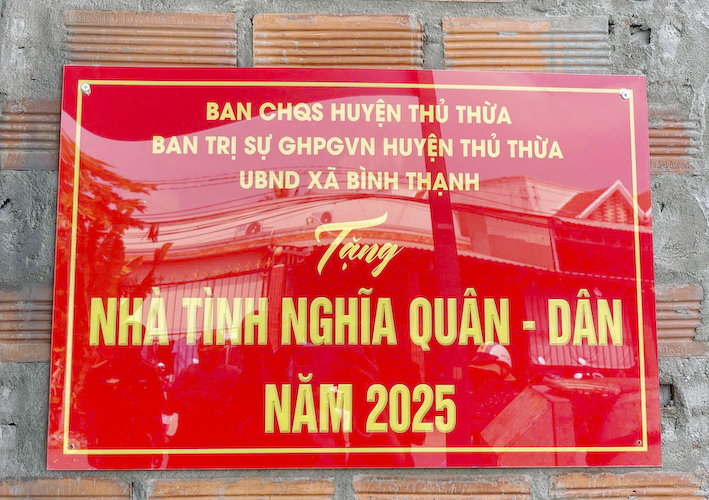 BAN CHQS HUYỆN THỦ THỪA
BAN TRỊ SỰ GHPGVN HUYỆN THỦ THỪA
UBND XÃ BÌNH THẠNH
Tặng
NHÀ TÌNH NGHĨA QUÂN - DÂN
NĂM 2025